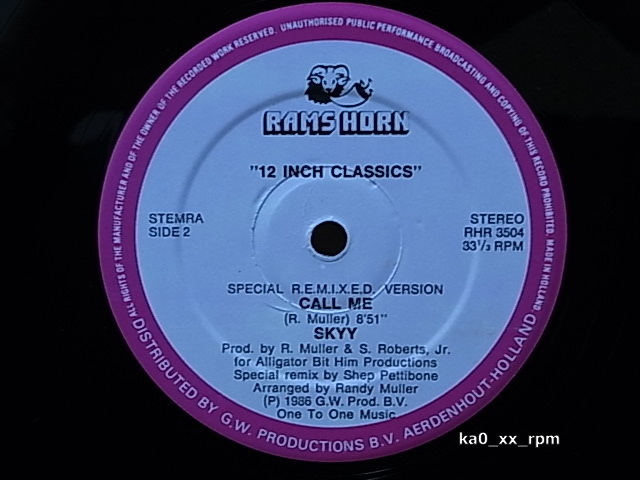 ALL RIGHTS OF THE MANUFACTURER AND OF THE OWNER OF THE RECORDED WORK RESERVED. UNAUTHORISED PUBLIC PERFORMANCE BROADCASTING AND COPYING OF THIS RECORD PROHIBITED. MADE IN HOLLAND.
RAMS HORN
"12 INCH CLASSICS"
STEMRA
SIDE 2
STEREO
RHR 3504
33 1/3 RPM
SPECIAL R.E.M.I.X.E.D. VERSION
CALL ME
(R. Muller) 8'51"
SKYY
Prod. by R. Muller & S. Roberts, Jr.
for Alligator Bit Him Productions
Special remix by Shep Pettibone
Arranged by Randy Muller
(P) 1986 G.W. Prod. B.V.
One To One Music
DISTRIBUTED BY G.W. PRODUCTIONS B.V. AERDENHOUT-HOLLAND
ka0_xx_rpm